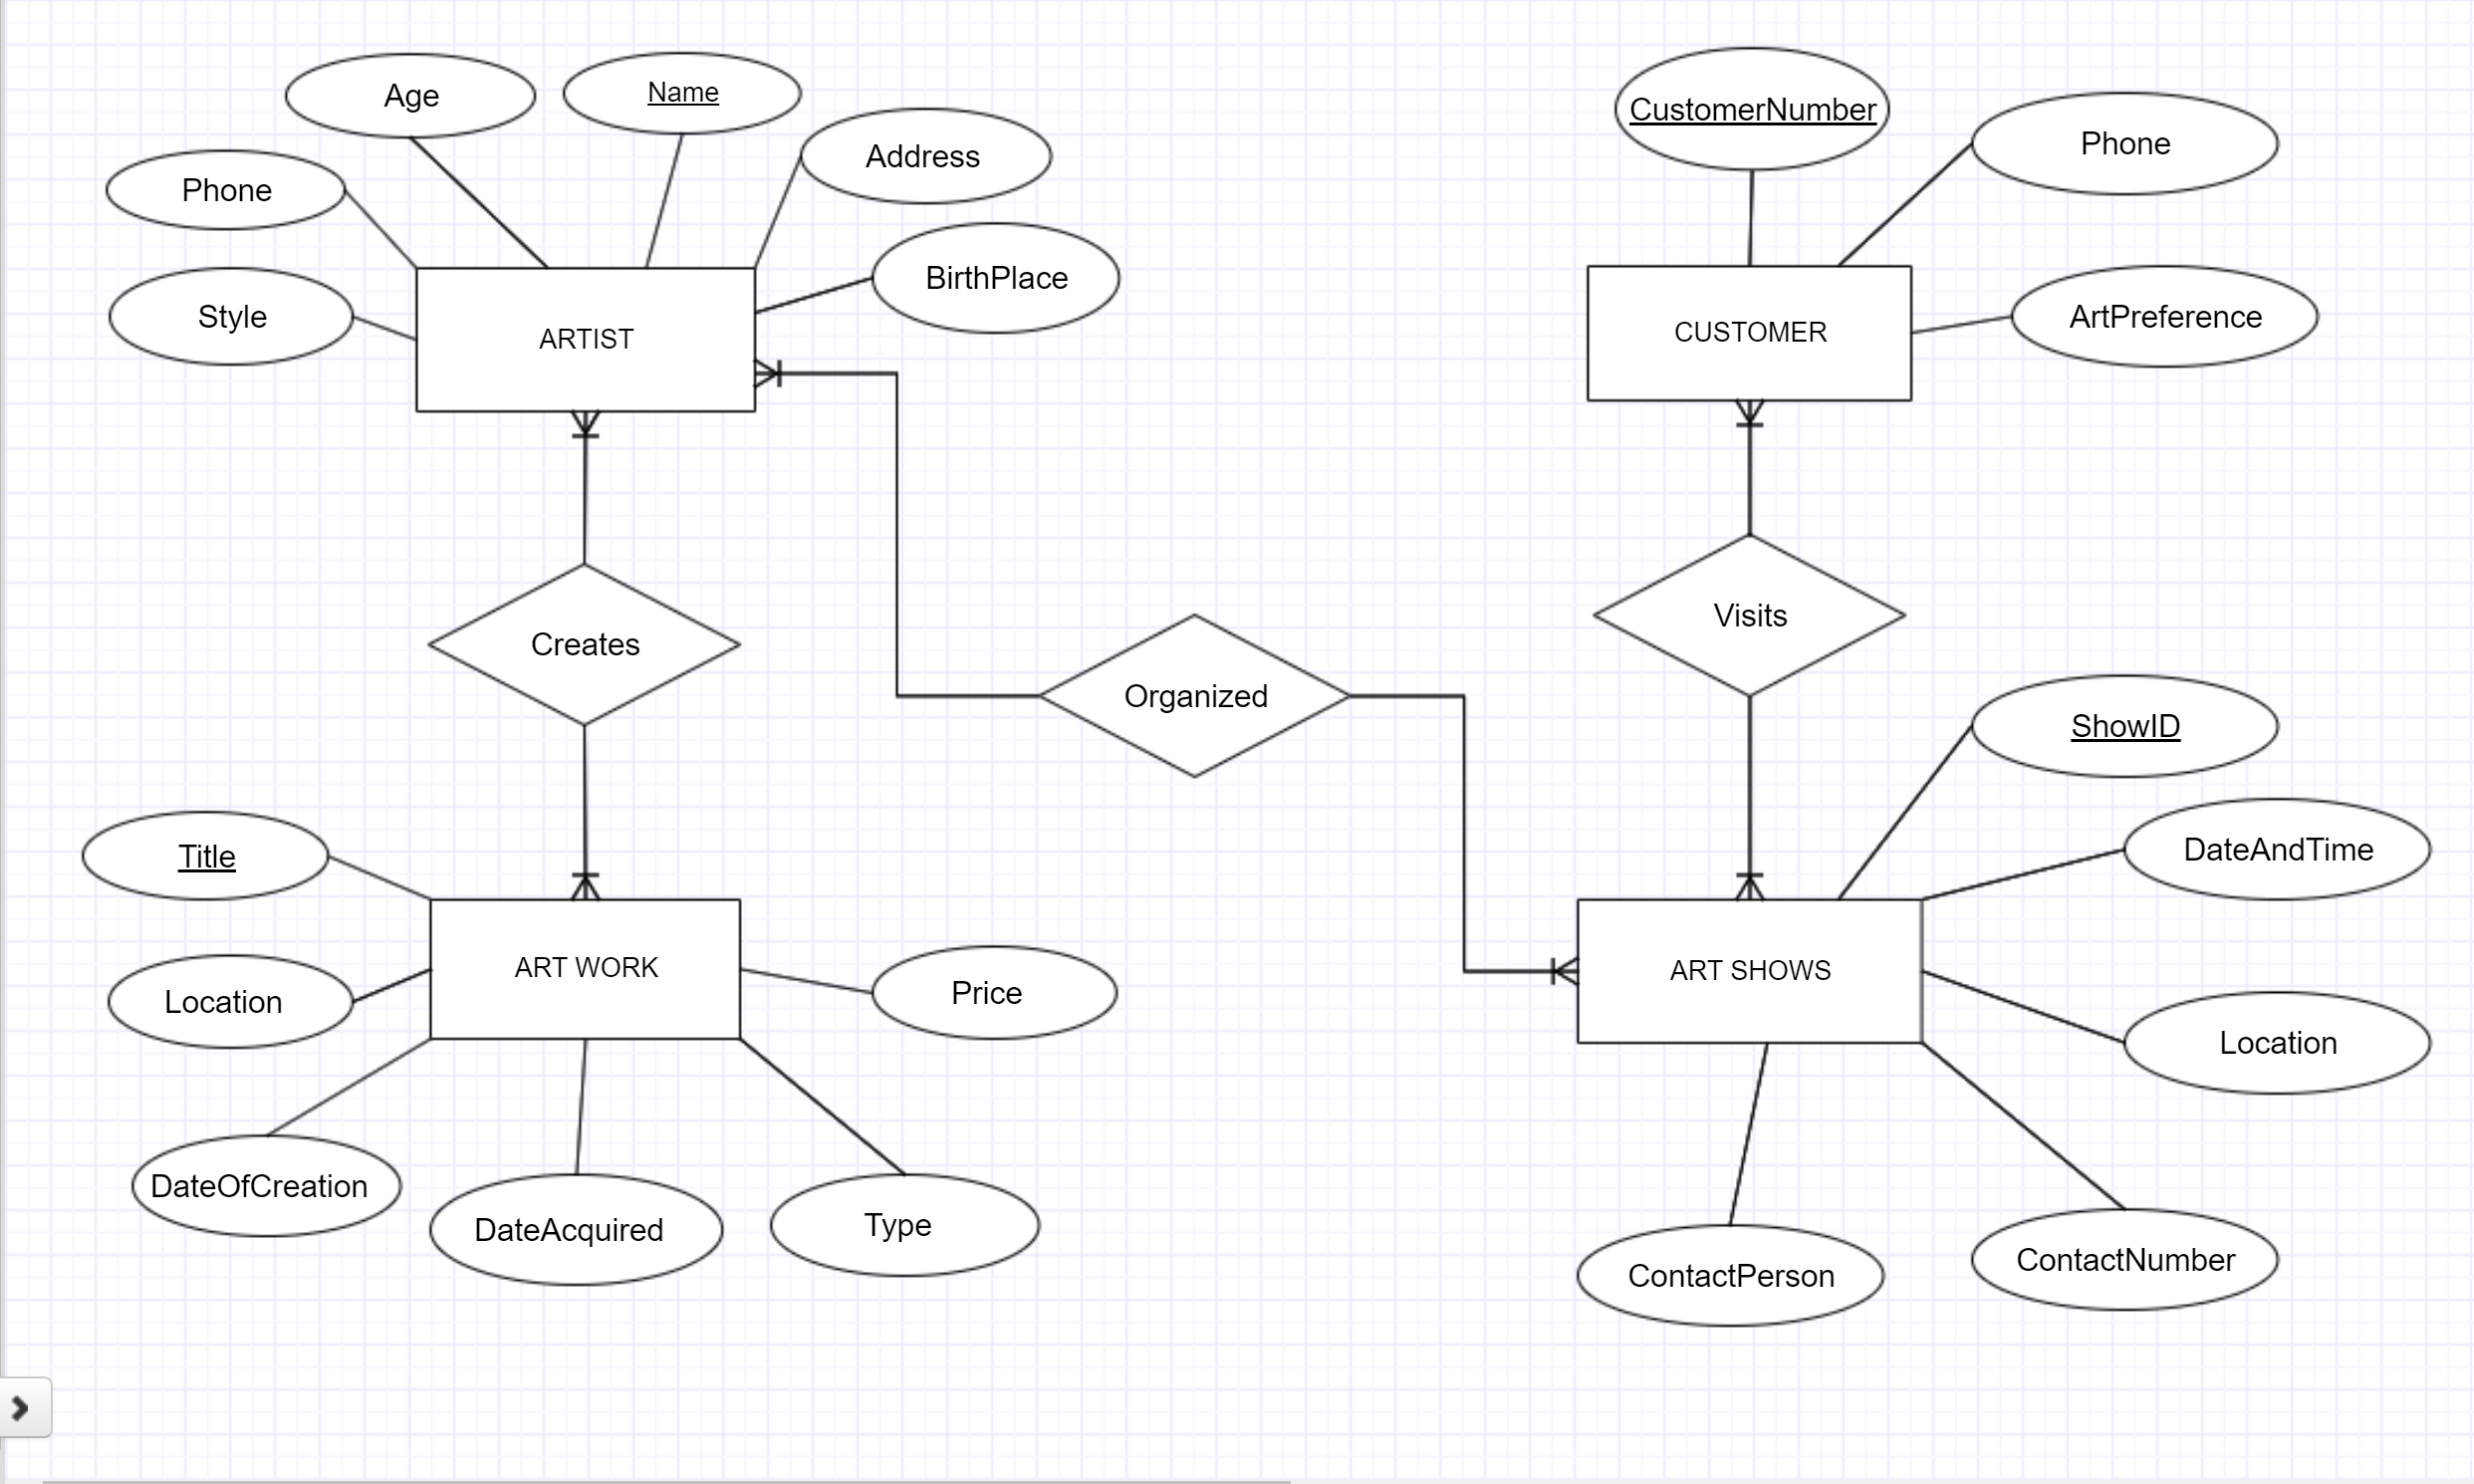 Age
Name
Address
Phone
BirthPlace
Style
ARTIST
CustomerNumber
Phone
ArtPreference
CUSTOMER
Creates
Organized
Visits
Title
Location
ART WORK
Price
DateOfCreation
DateAcquired
Type
ShowID
DateAndTime
ART SHOWS
Location
ContactPerson
ContactNumber